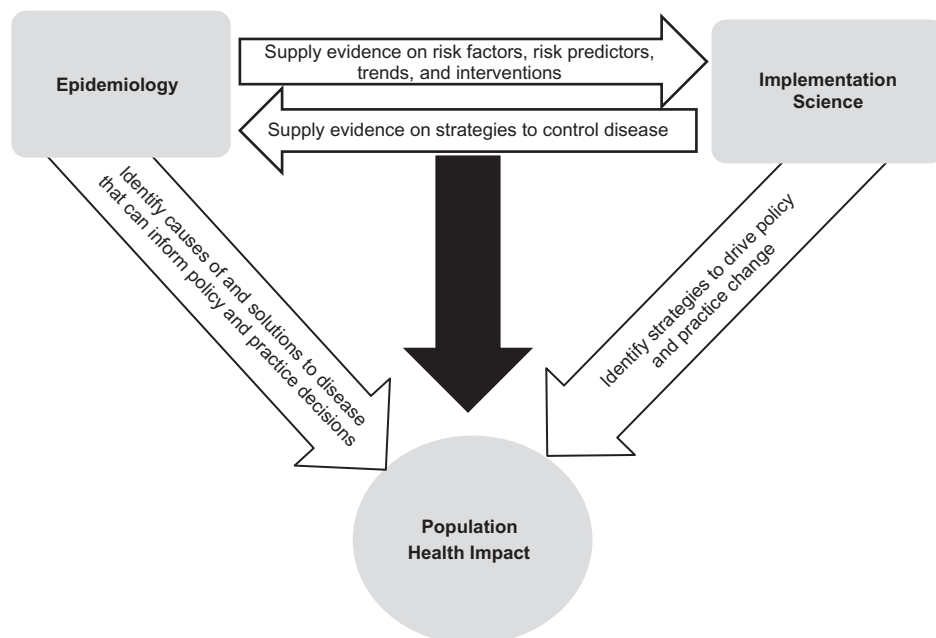 Epidemiology
Supply evidence on risk factors, risk predictors,
trends, and interventions
Implementation
Science
Supply evidence on strategies to control disease
Identify causes of and solutions to disease
that can inform policy and practice decisions
Identify strategies to drive policy
and practice change
Population
Health Impact